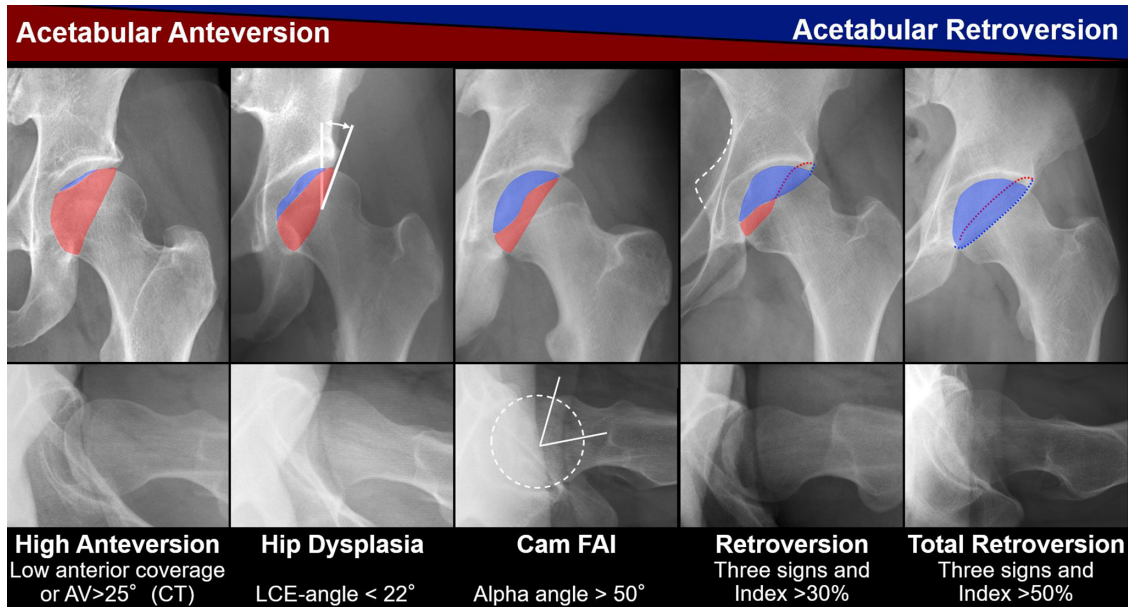 Acetabular Anteversion
Acetabular Retroversion
High Anteversion
Low anterior coverage
or AV>25° (CT)
Hip Dysplasia
LCE-angle < 22°
Cam FAI
Alpha angle > 50°
Retroversion
Three signs and
Index >30%
Total Retroversion
Three signs and
Index >50%